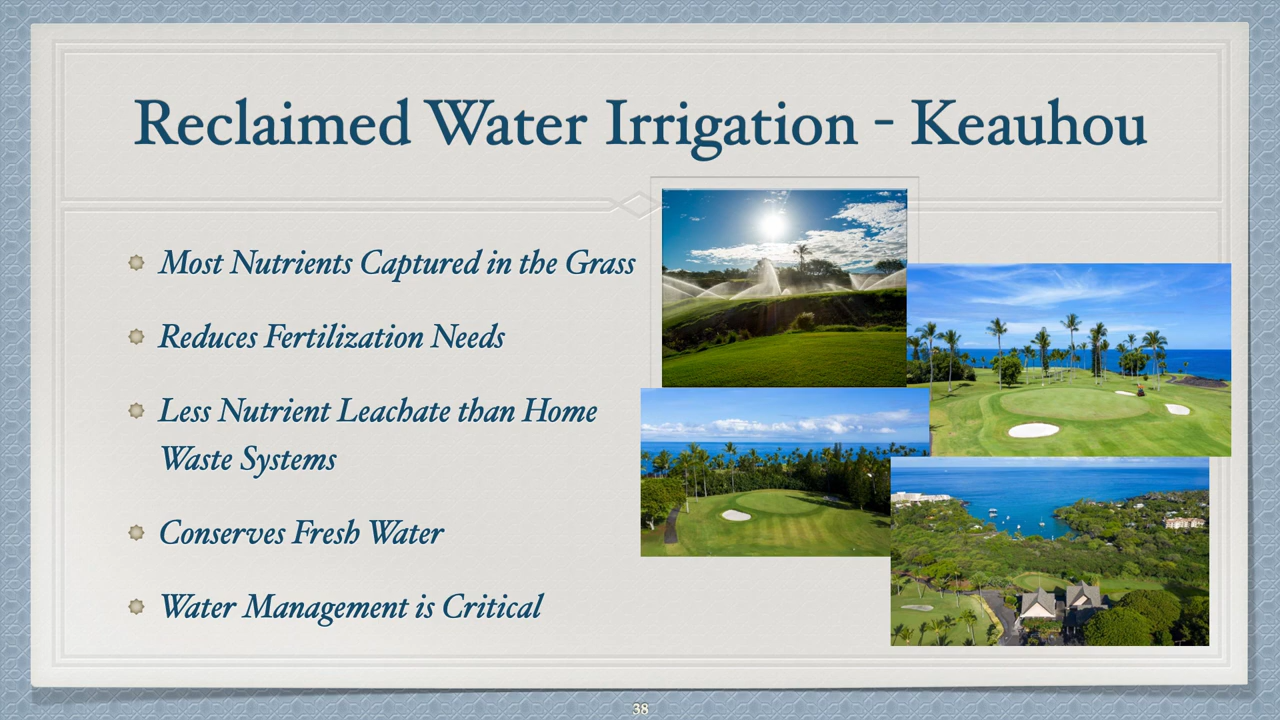 Reclaimed Water Irrigation - Keauhou
Most Nutrients Captured in the Grass
Reduces Fertilization Needs
Less Nutrient Leachate than Home
Waste Systems
Conserves Fresh Water
Water Management is Critical
38